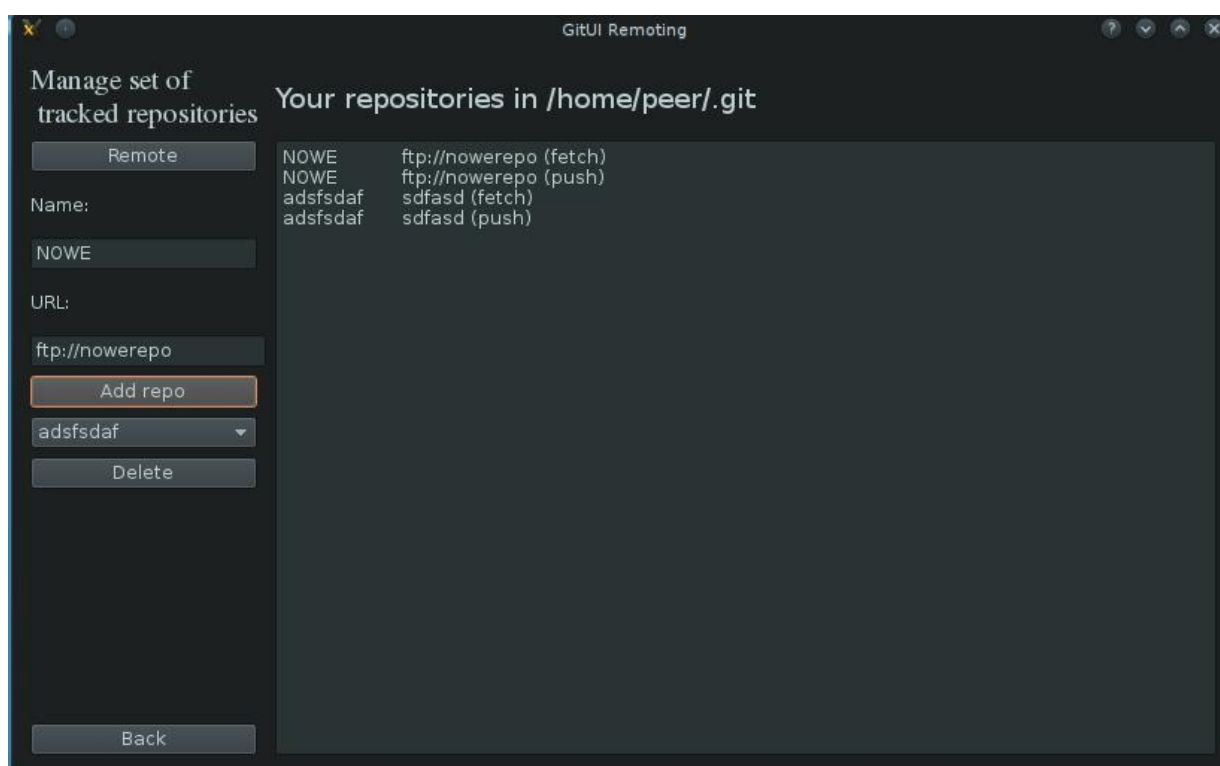 GitUI Remoting
Manage set of
tracked repositories
Your repositories in /home/peer/.git
Remote
Name:
NOWE
URL:
ftp://nowerepo
Add repo
adsfsdaf
Delete
Back
NOWE ftp://nowerepo (fetch)
NOWE ftp://nowerepo (push)
adsfsdaf sdfasd (fetch)
adsfsdaf sdfasd (push)